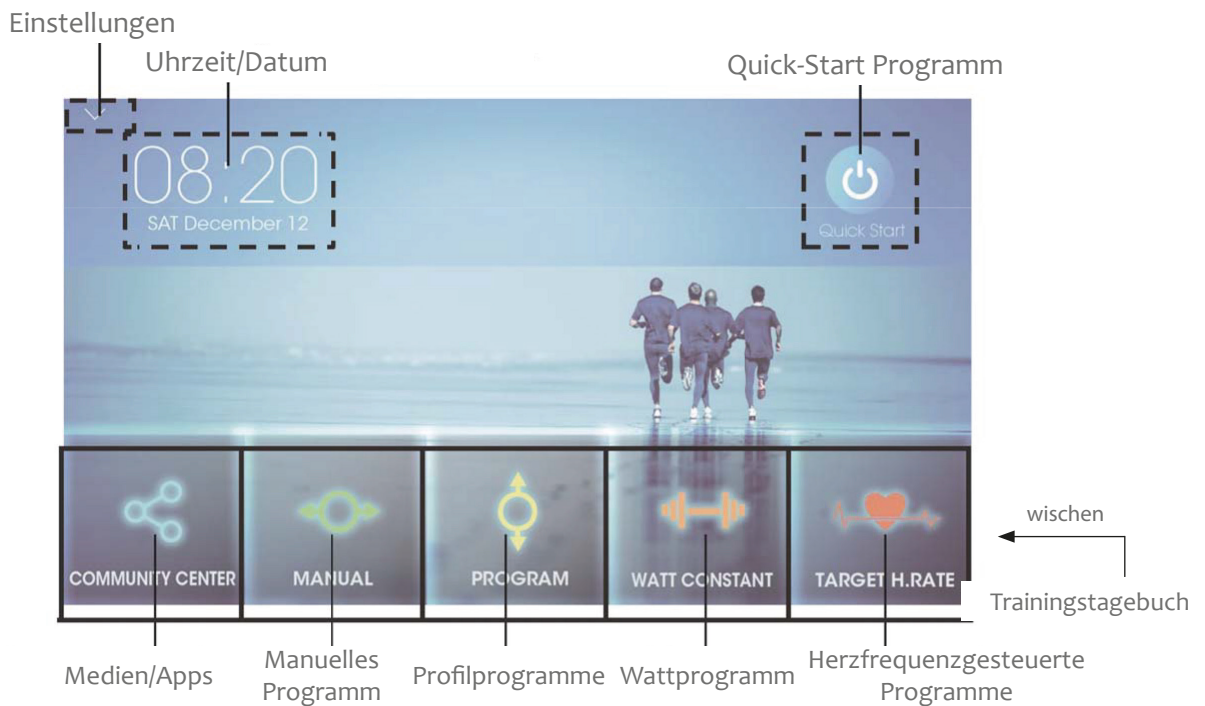 Einstellungen
Uhrzeit/Datum
Quick-Start Programm
08:20
SAT December 12
Quick Start
COMMUNITY CENTER
MANUAL
PROGRAM
WATT CONSTANT
TARGET H.RATE
wischen
Trainingstagebuch
Medien/Apps
Manuelles
Programm
Profilprogramme
Wattprogramm
Herzfrequenzgesteuerte
Programme